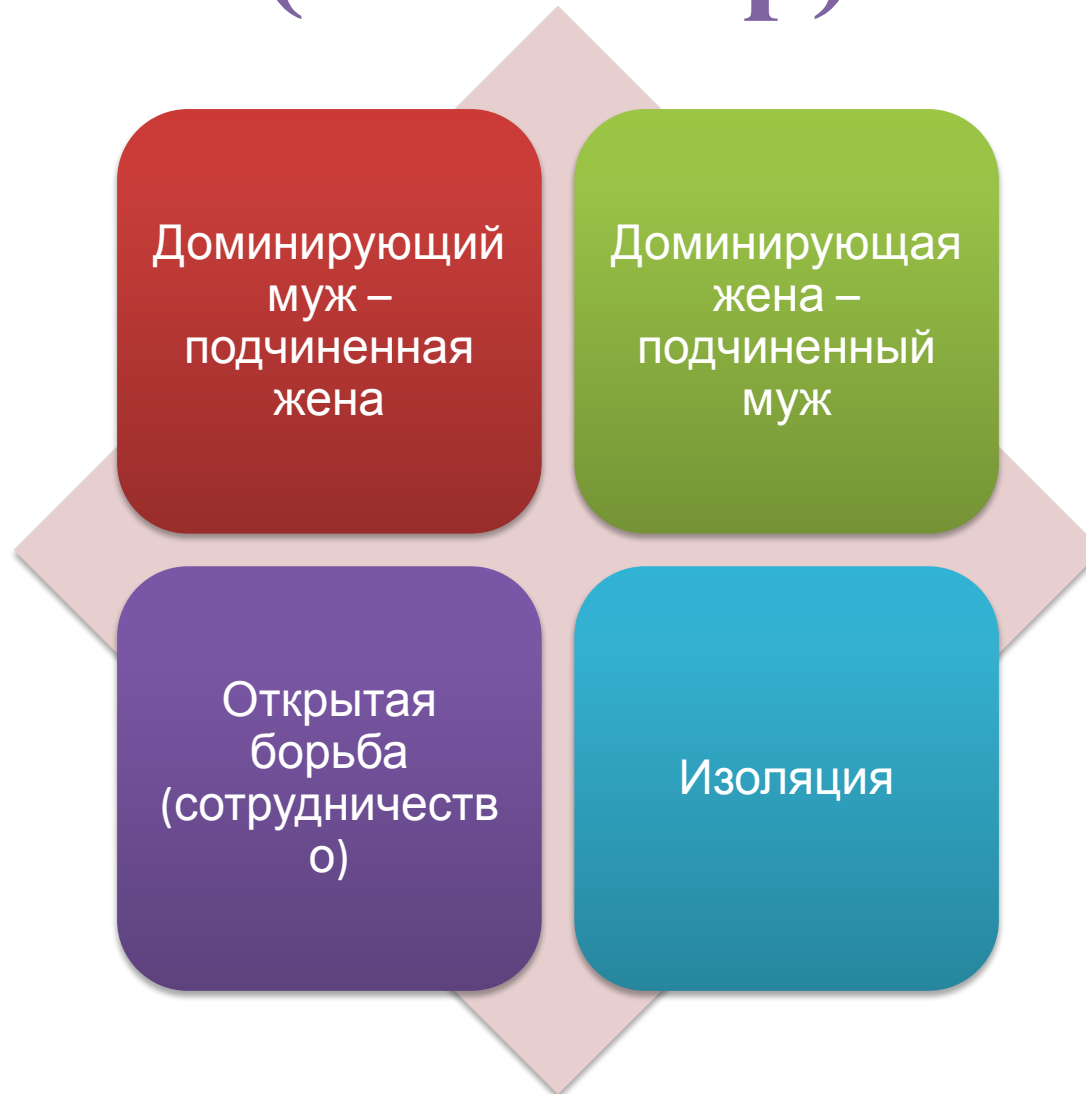 Доминирующий
муж –
подчиненная
жена
Доминирующая
жена –
подчиненный
муж
Открытая
борьба
(сотрудничеств
о)
Изоляция